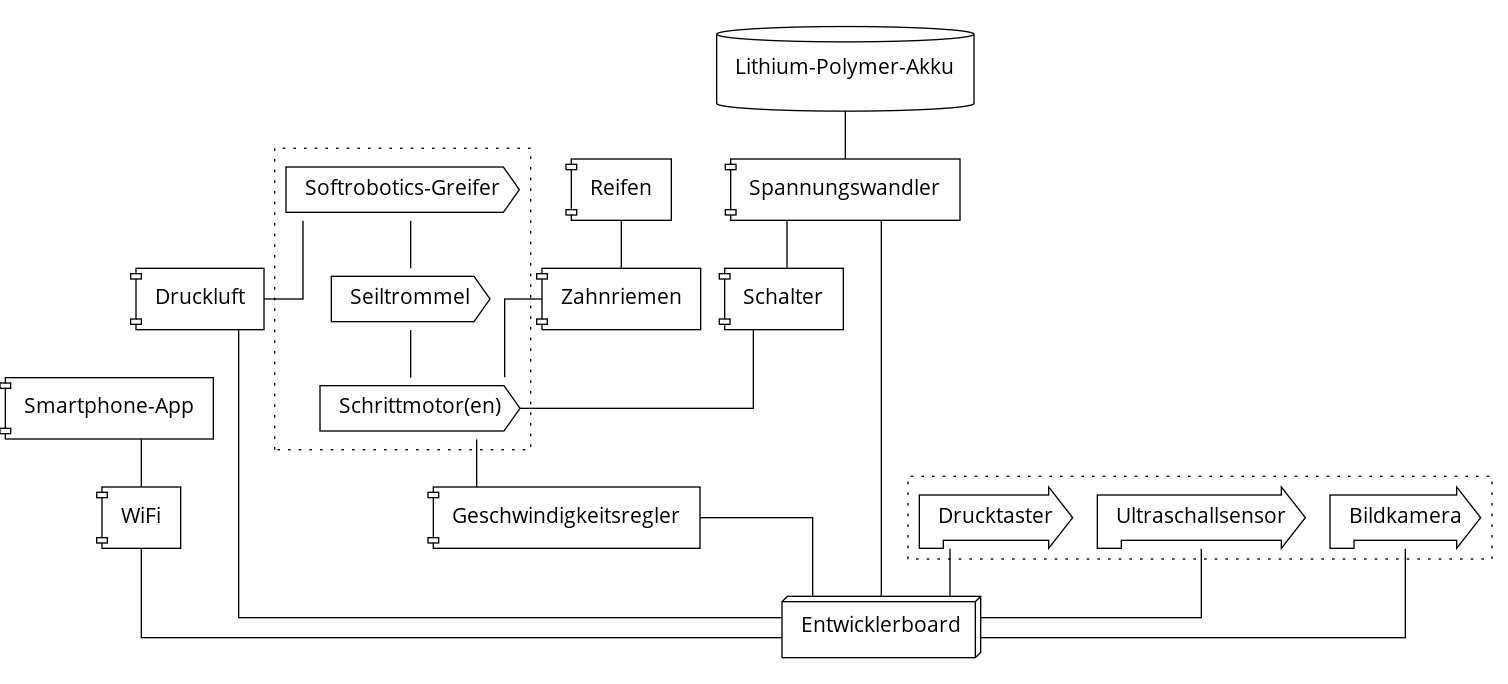 Lithium-Polymer-Akku
Softrobotics-Greifer
Reifen
Spannungswandler
Druckluft
Seiltrommel
Zahnriemen
Schalter
Smartphone-App
Schrittmotor(en)
WiFi
Geschwindigkeitsregler
Drucktaster
Ultraschallsensor
Bildkamera
Entwicklerboard